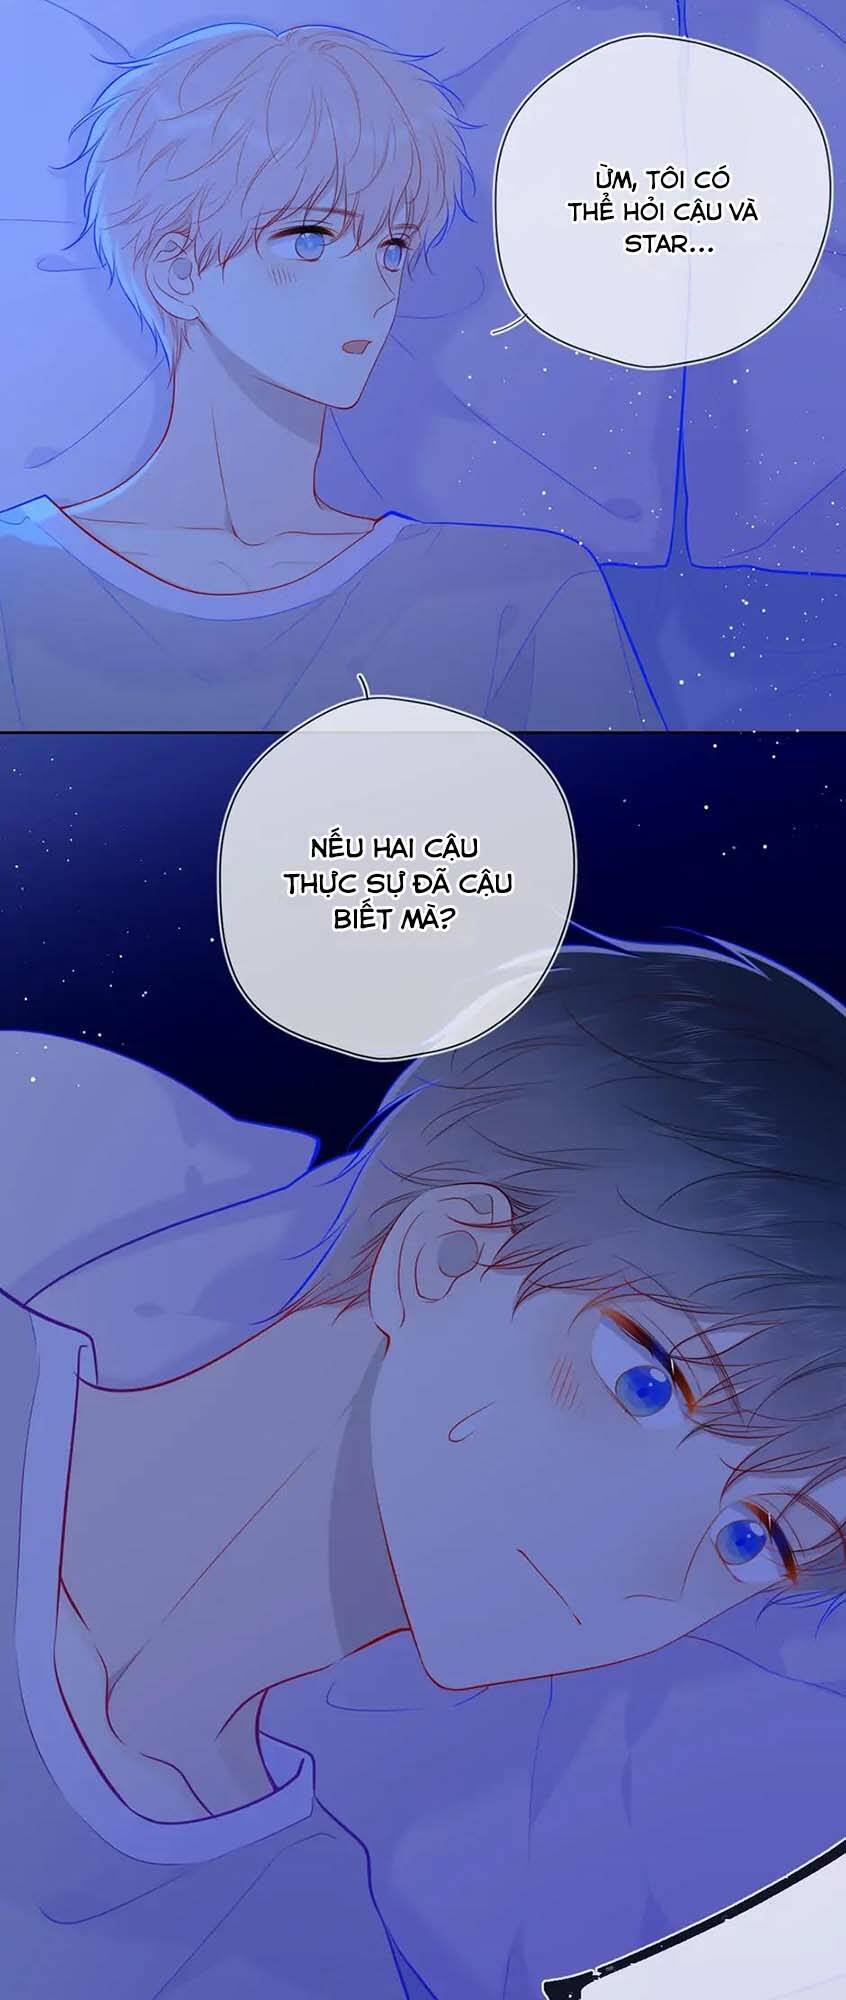 ỪM, TÔI CÓ
THỂ HỎI CẬU VÀ
STAR...
NẾU HAI CẬU
THỰC SỰ ĐÃ CẬU
BIẾT MÀ?